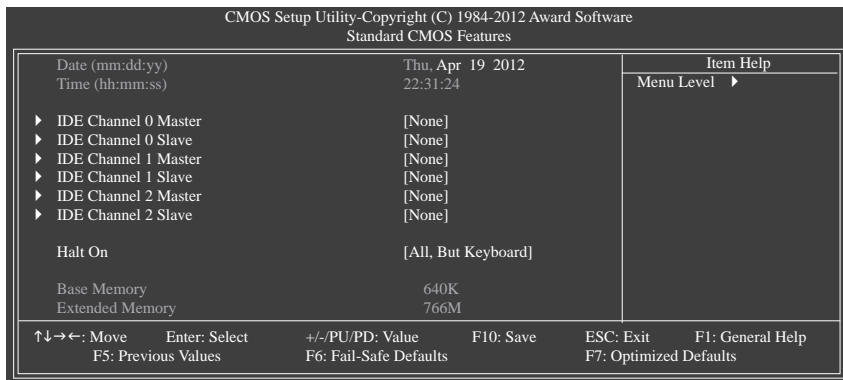 CMOS Setup Utility-Copyright (C) 1984-2012 Award Software
Standard CMOS Features
Date (mm:dd:yy) Thu, Apr 19 2012
Time (hh:mm:ss) 22:31:24
Item Help
Menu Level ▶
▶ IDE Channel 0 Master [None]
▶ IDE Channel 0 Slave [None]
▶ IDE Channel 1 Master [None]
▶ IDE Channel 1 Slave [None]
▶ IDE Channel 2 Master [None]
▶ IDE Channel 2 Slave [None]
Halt On [All, But Keyboard]
Base Memory 640K
Extended Memory 766M
↑↓→←: Move Enter: Select +/-/PU/PD: Value F10: Save ESC: Exit F1: General Help
F5: Previous Values F6: Fail-Safe Defaults F7: Optimized Defaults